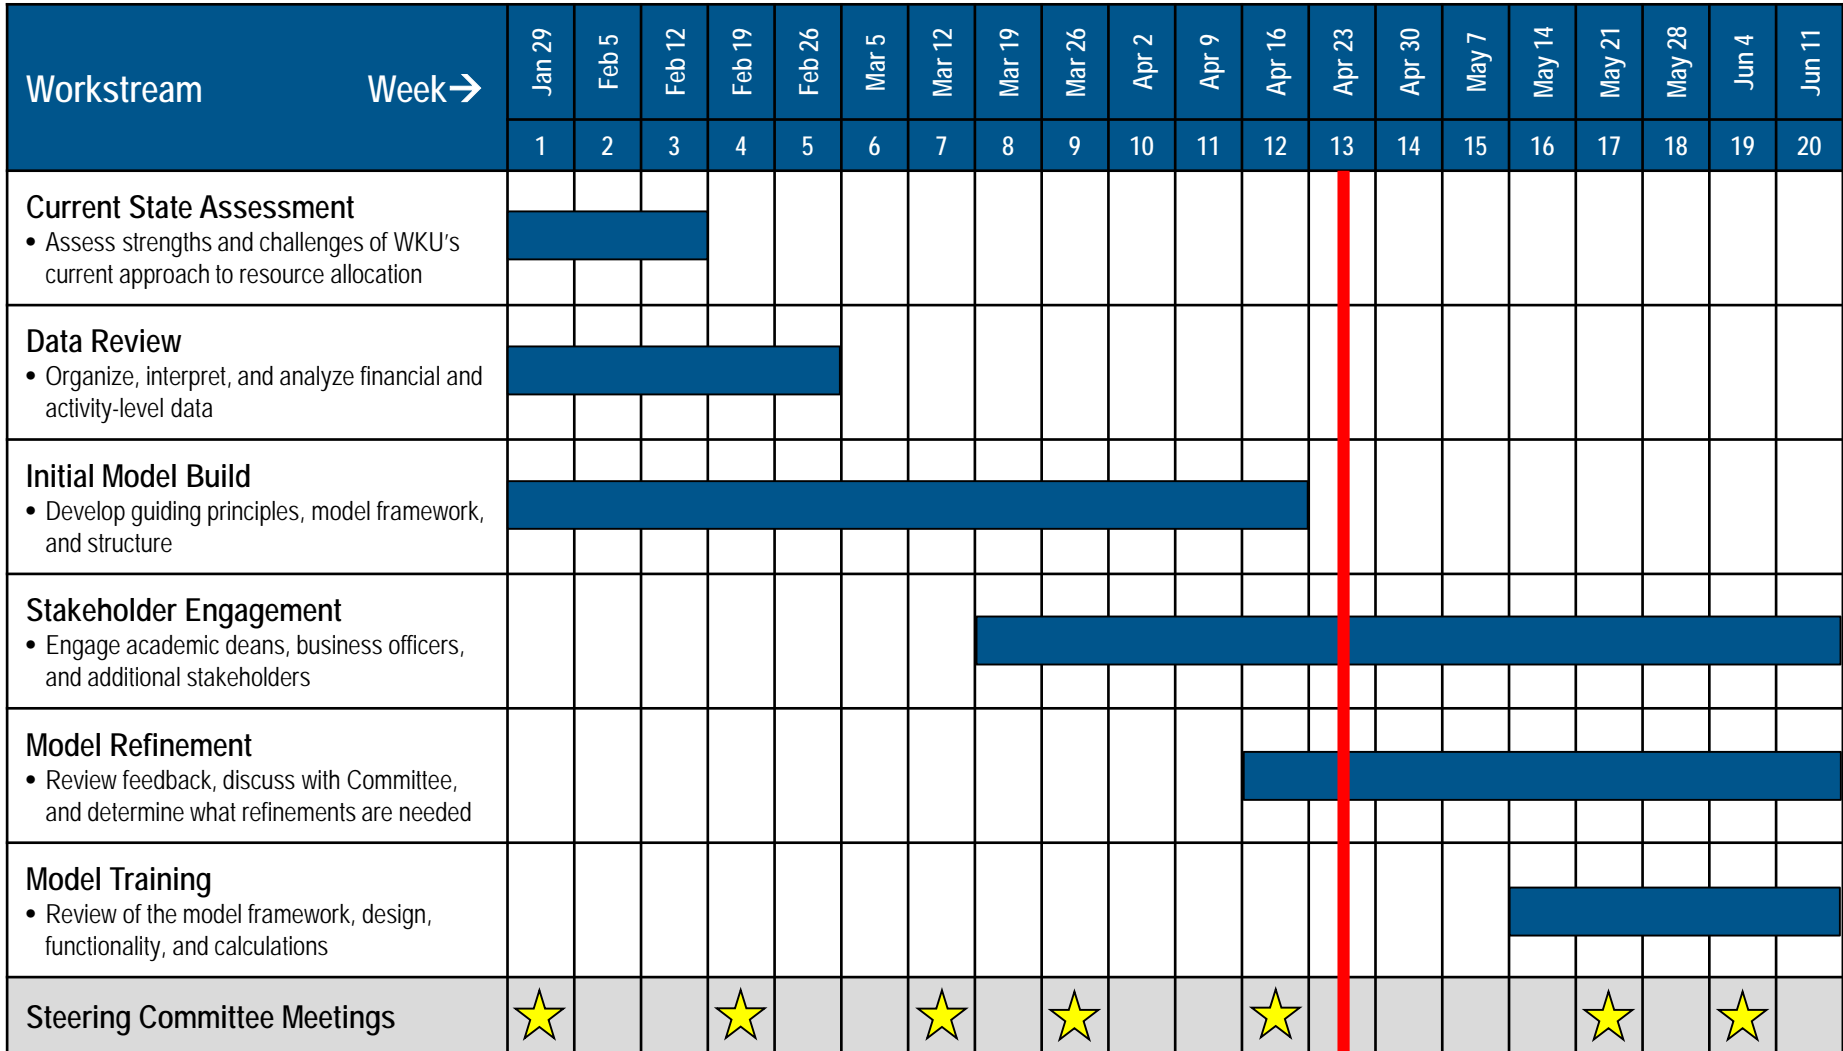 Workstream Week→
Jan 29
Feb 5
Feb 12
Feb 19
Feb 26
Mar 5
Mar 12
Mar 19
Mar 26
Apr 2
Apr 9
Apr 16
Apr 23
Apr 30
May 7
May 14
May 21
May 28
Jun 4
Jun 11
1 2 3 4 5 6 7 8 9 10 11 12 13 14 15 16 17 18 19 20
Current State Assessment
• Assess strengths and challenges of WKU's
current approach to resource allocation
Data Review
• Organize, interpret, and analyze financial and
activity-level data
Initial Model Build
• Develop guiding principles, model framework,
and structure
Stakeholder Engagement
• Engage academic deans, business officers,
and additional stakeholders
Model Refinement
• Review feedback, discuss with Committee,
and determine what refinements are needed
Model Training
• Review of the model framework, design,
functionality, and calculations
Steering Committee Meetings